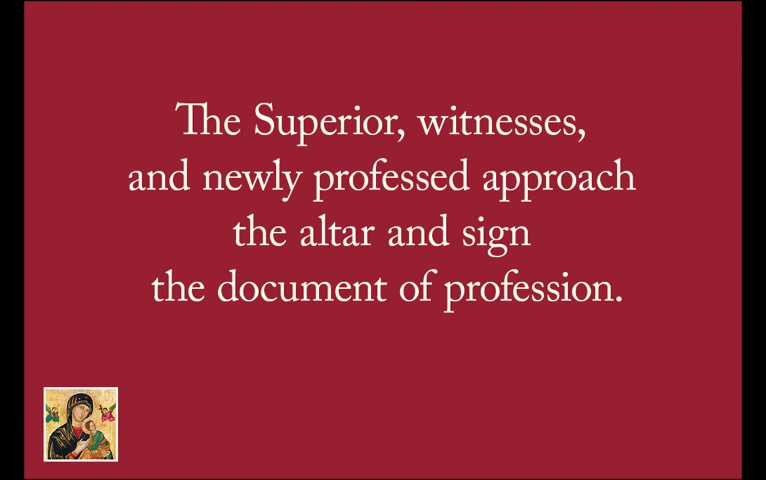 The Superior, witnesses,
and newly professed approach
the altar and sign
the document of profession.